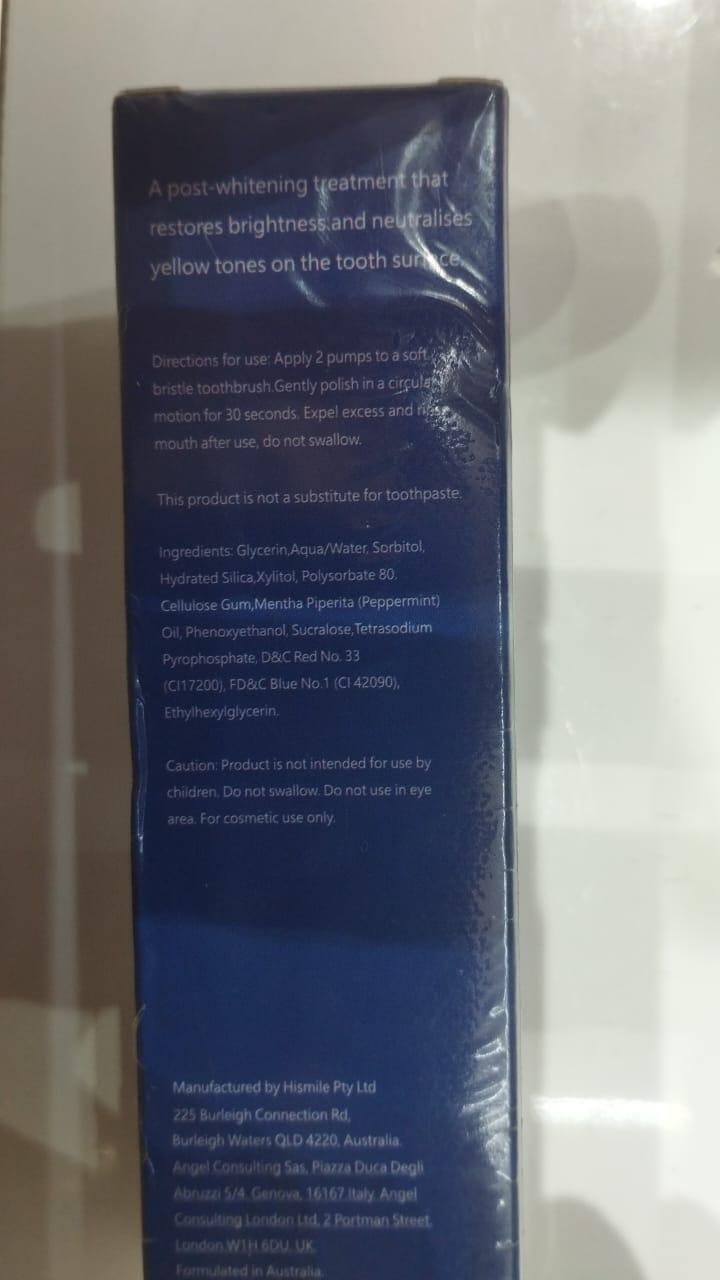 A post-whitening treatment that
restores brightness and neutralises
yellow tones on the tooth
Directions for use: Apply 2 pumps to a soft
bristle toothbrush.Gently polish in a
motion for 30 seconds. Expel excess and
mouth after use, do not swallow.
This product is not a substitute for toothpaste.
Ingredients: Glycerin,Aqua/Water, Sorbitol,
Hydrated Silica,Xylitol, Polysorbate 80.
Cellulose Gum,Mentha Piperita (Peppermint)
Oil, Phenoxyethanol, Sucralose,Tetrasodium
Pyrophosphate, D&C Red No. 33
(CI17200), FD&C Blue No.1 (CI 42090),
Ethylhexylglycerin.
Caution: Product is not intended for use by
children. Do not swallow. Do not use in eye
area. For cosmetic use only.
Manufactured by Hismile Pty Ltd
225 Burleigh Connection Rd,
Burleigh Waters QLD 4220, Australia.
Angel Consulting Sas, Piazza Duca Degli
Abruzzi 5/4, Genova, 16167 Italy. Angel
Consulting London Ltd, 2 Portman Street,
London W1H 6DU, UK
Formulated in Australia.